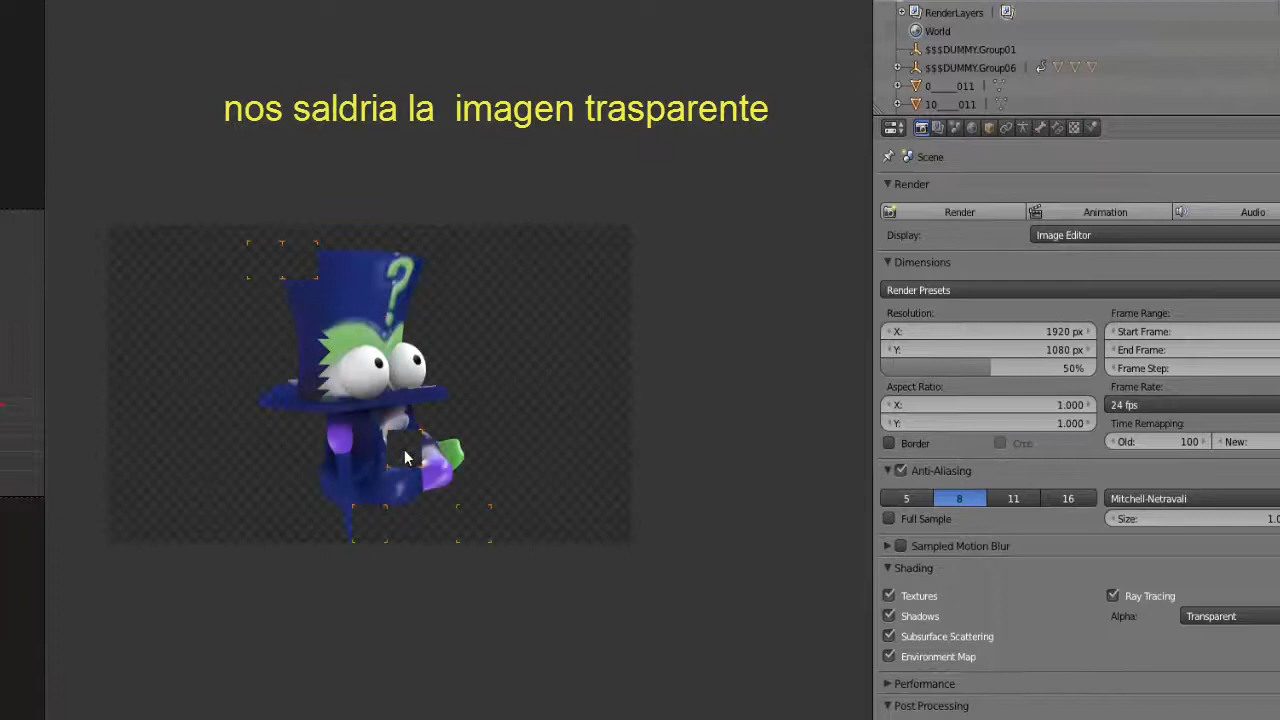 RenderLayers
World
$$$DUMMY.Group01
$$$DUMMY.Group06
0_____011
10____011
nos saldria la imagen trasparente
?
Scene
Render
Render Animation Audio
Display: Image Editor
Dimensions
Render Presets
Resolution: Frame Range:
X: 1920 px Start Frame:
Y: 1080 px End Frame:
50% Frame Step:
Aspect Ratio: Frame Rate:
X: 1.000 24 fps
Y: 1.000 Time Remapping:
Border Crop Old: 100 New:
Anti-Aliasing
5 8 11 16 Mitchell-Netravali
Full Sample Size:
Sampled Motion Blur
Shading
Textures Ray Tracing
Shadows Alpha: Transparent
Subsurface Scattering
Environment Map
Performance
Post Processing